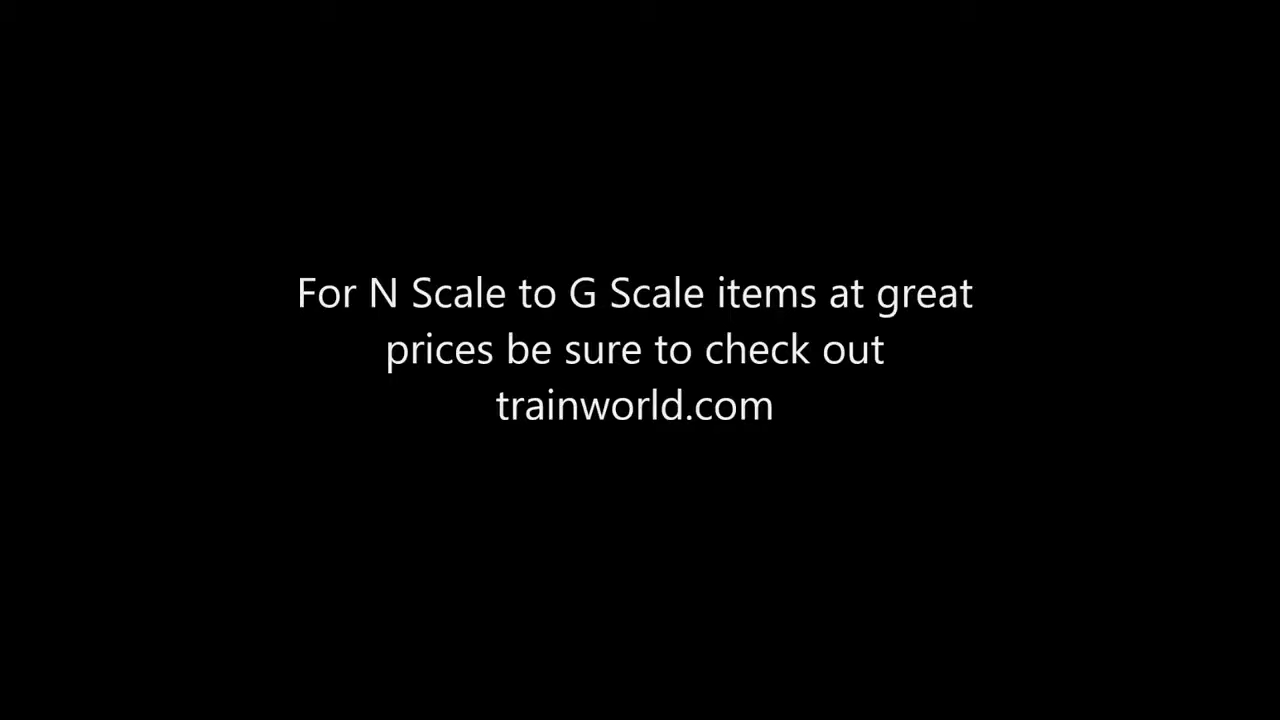 For N Scale to G Scale items at great
prices be sure to check out
trainworld.com